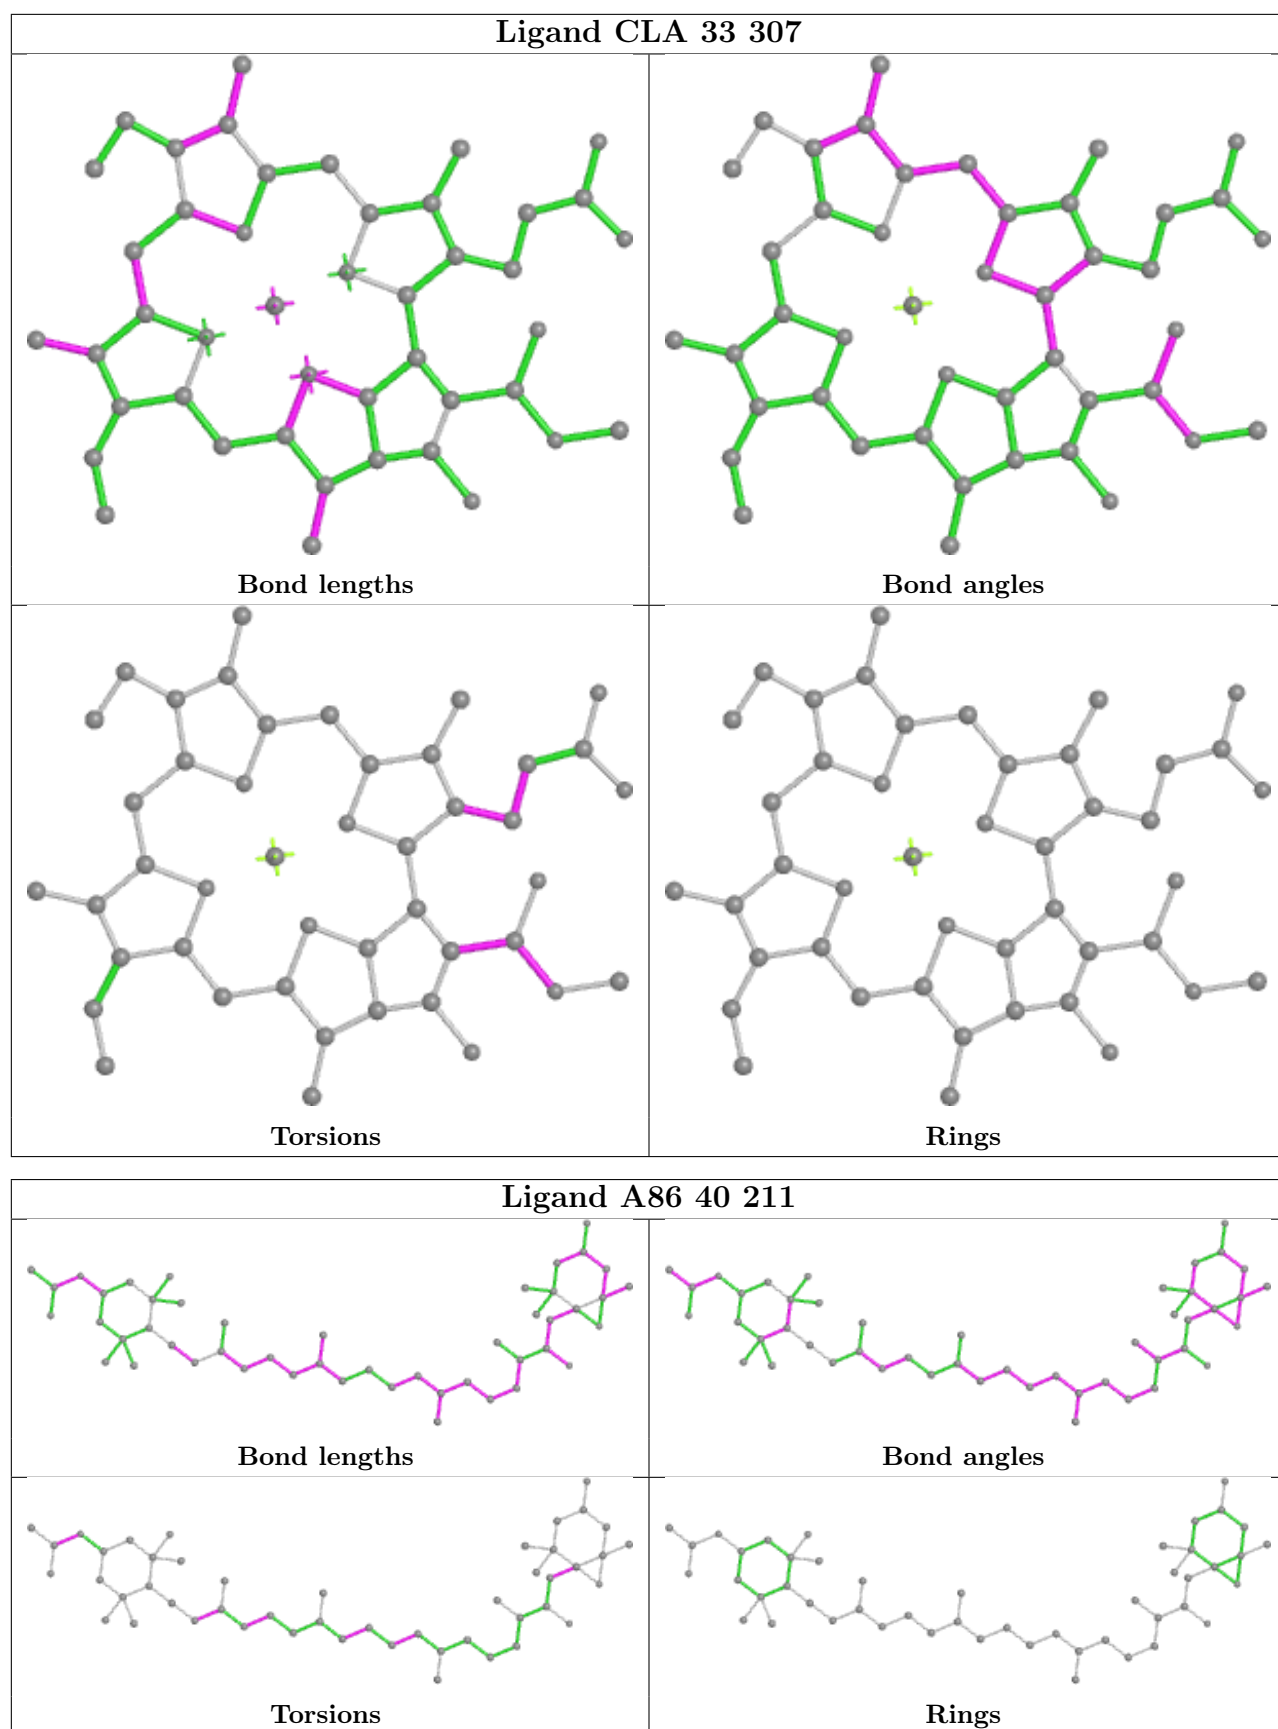 Ligand CLA 33 307
Bond lengths
Bond angles
Torsions
Rings
Ligand A86 40 211
Bond lengths
Bond angles
Torsions
Rings